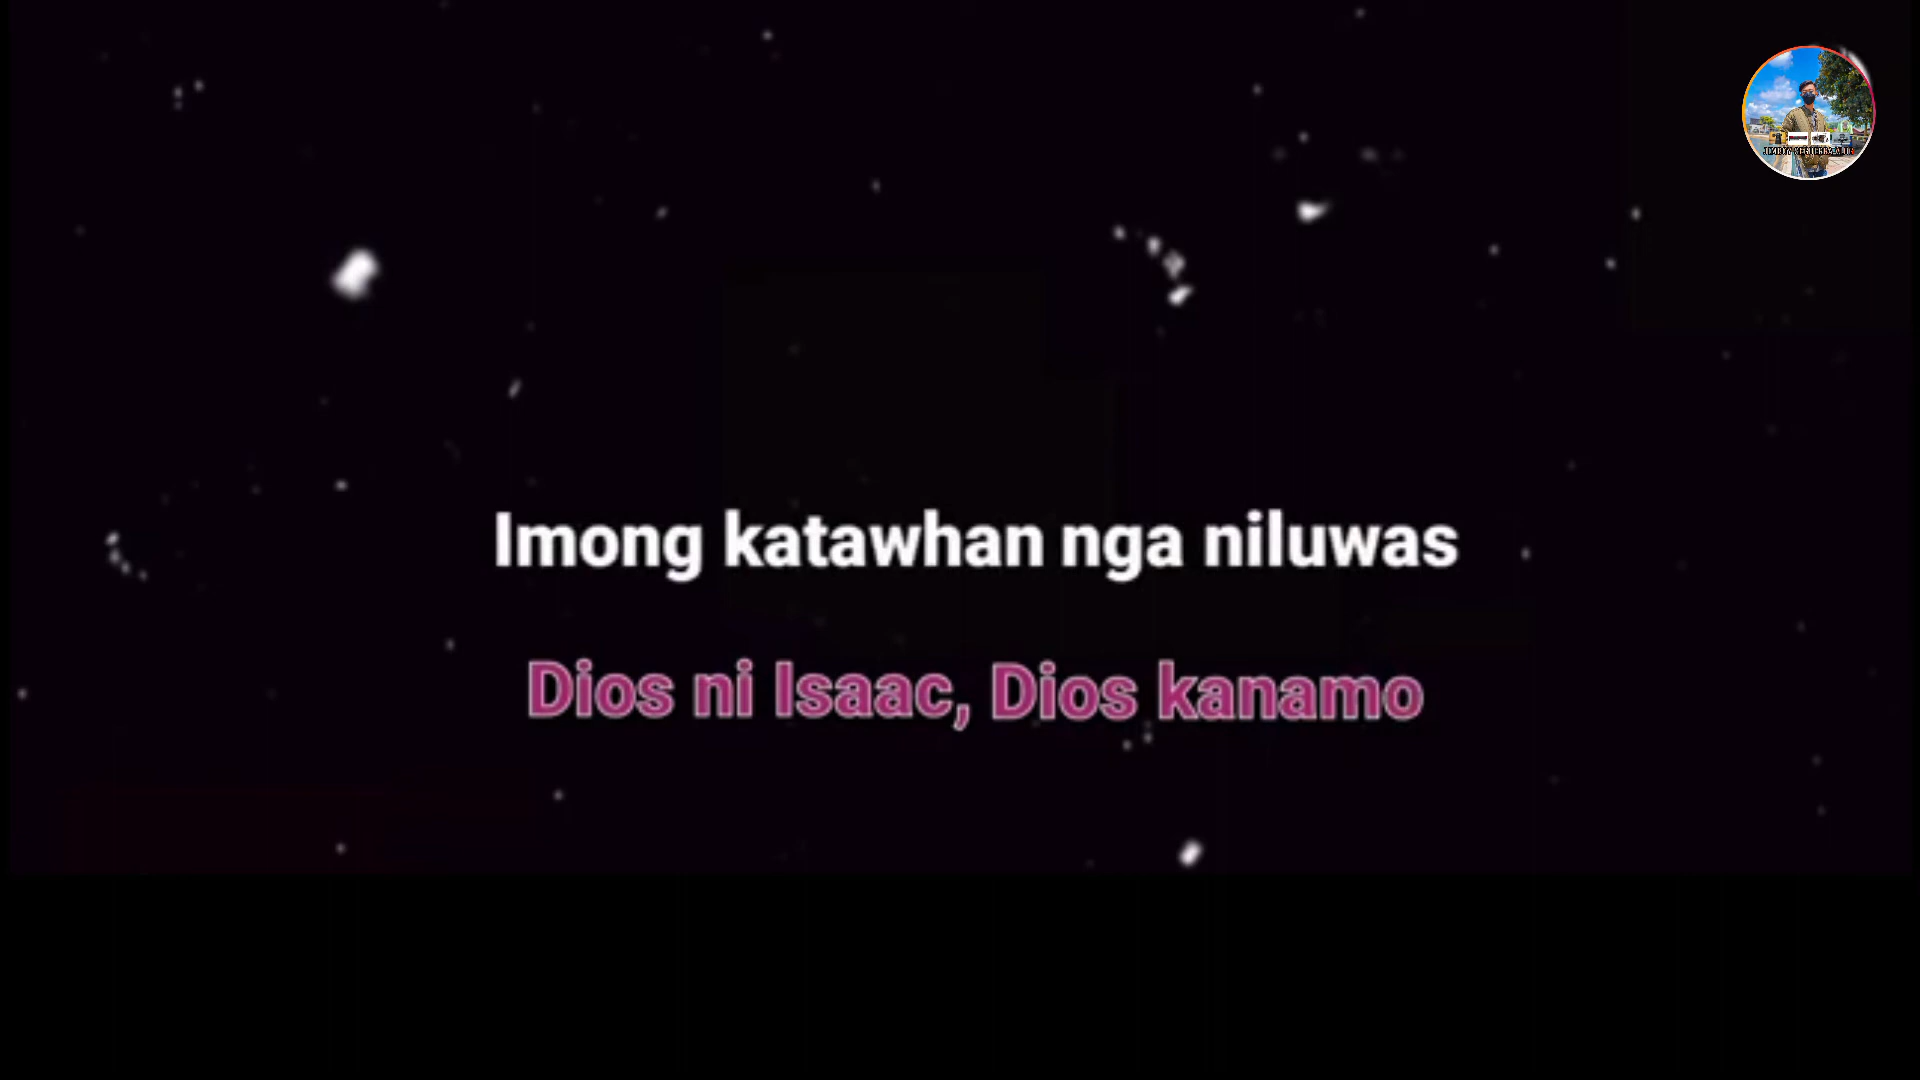 Imong katawhan nga niluwas
Dios ni Isaac, Dios kanamo